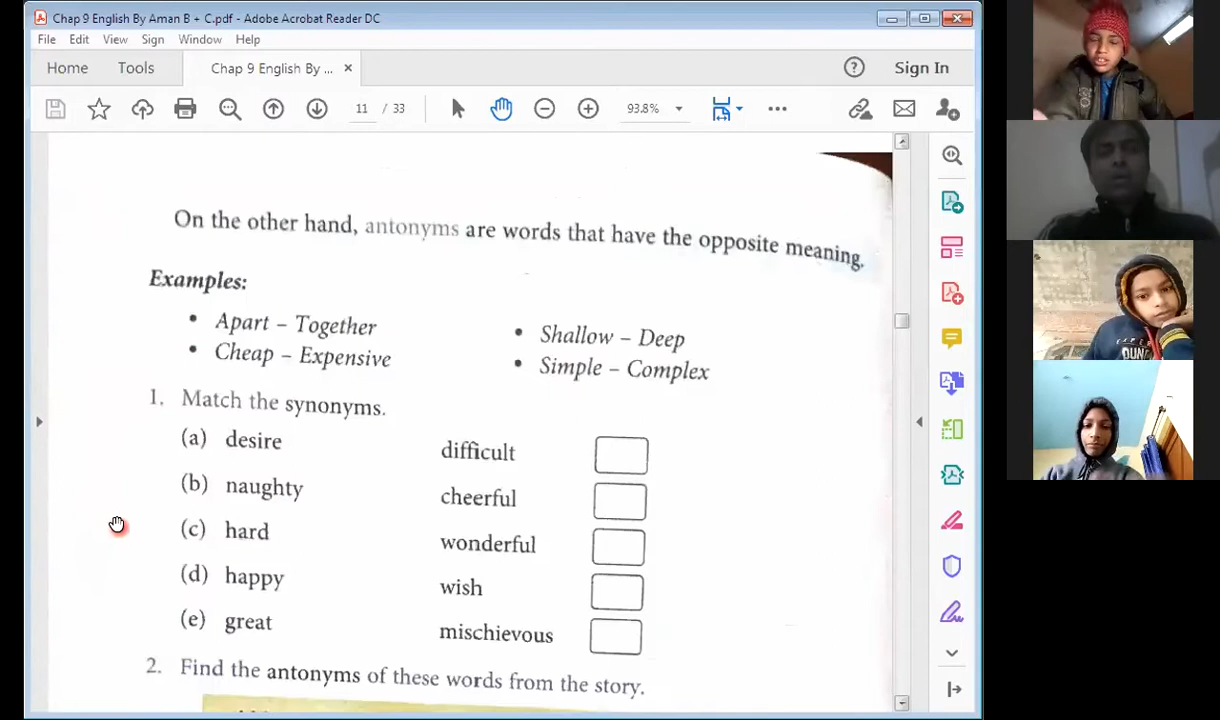 Chap 9 English By Aman B + C.pdf - Adobe Acrobat Reader DC
File Edit View Sign Window Help
Home Tools Chap 9 English By ... × Sign In
11 / 33 93.8%
On the other hand, antonyms are words that have the opposite meaning.
Examples:
• Apart – Together • Shallow – Deep
• Cheap – Expensive • Simple – Complex
1. Match the synonyms.
(a) desire difficult
(b) naughty cheerful
(c) hard wonderful
(d) happy wish
(e) great mischievous
2. Find the antonyms of these words from the story.